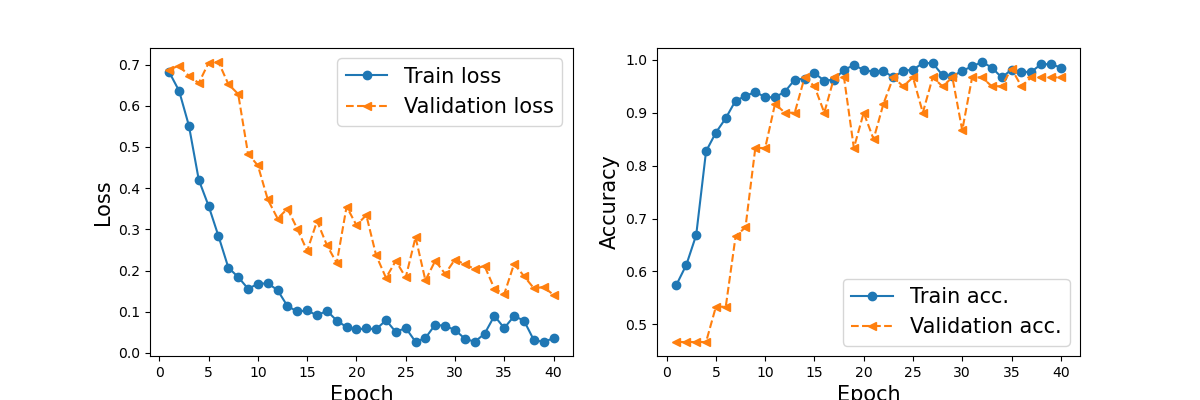 0.7
0.6
0.5
0.4
0.3
0.2
0.1
0.0
Loss
0 5 10 15 20 25 30 35 40
Epoch
Train loss
Validation loss
1.0
0.9
0.8
0.7
0.6
0.5
Accuracy
0 5 10 15 20 25 30 35 40
Epoch
Train acc.
Validation acc.